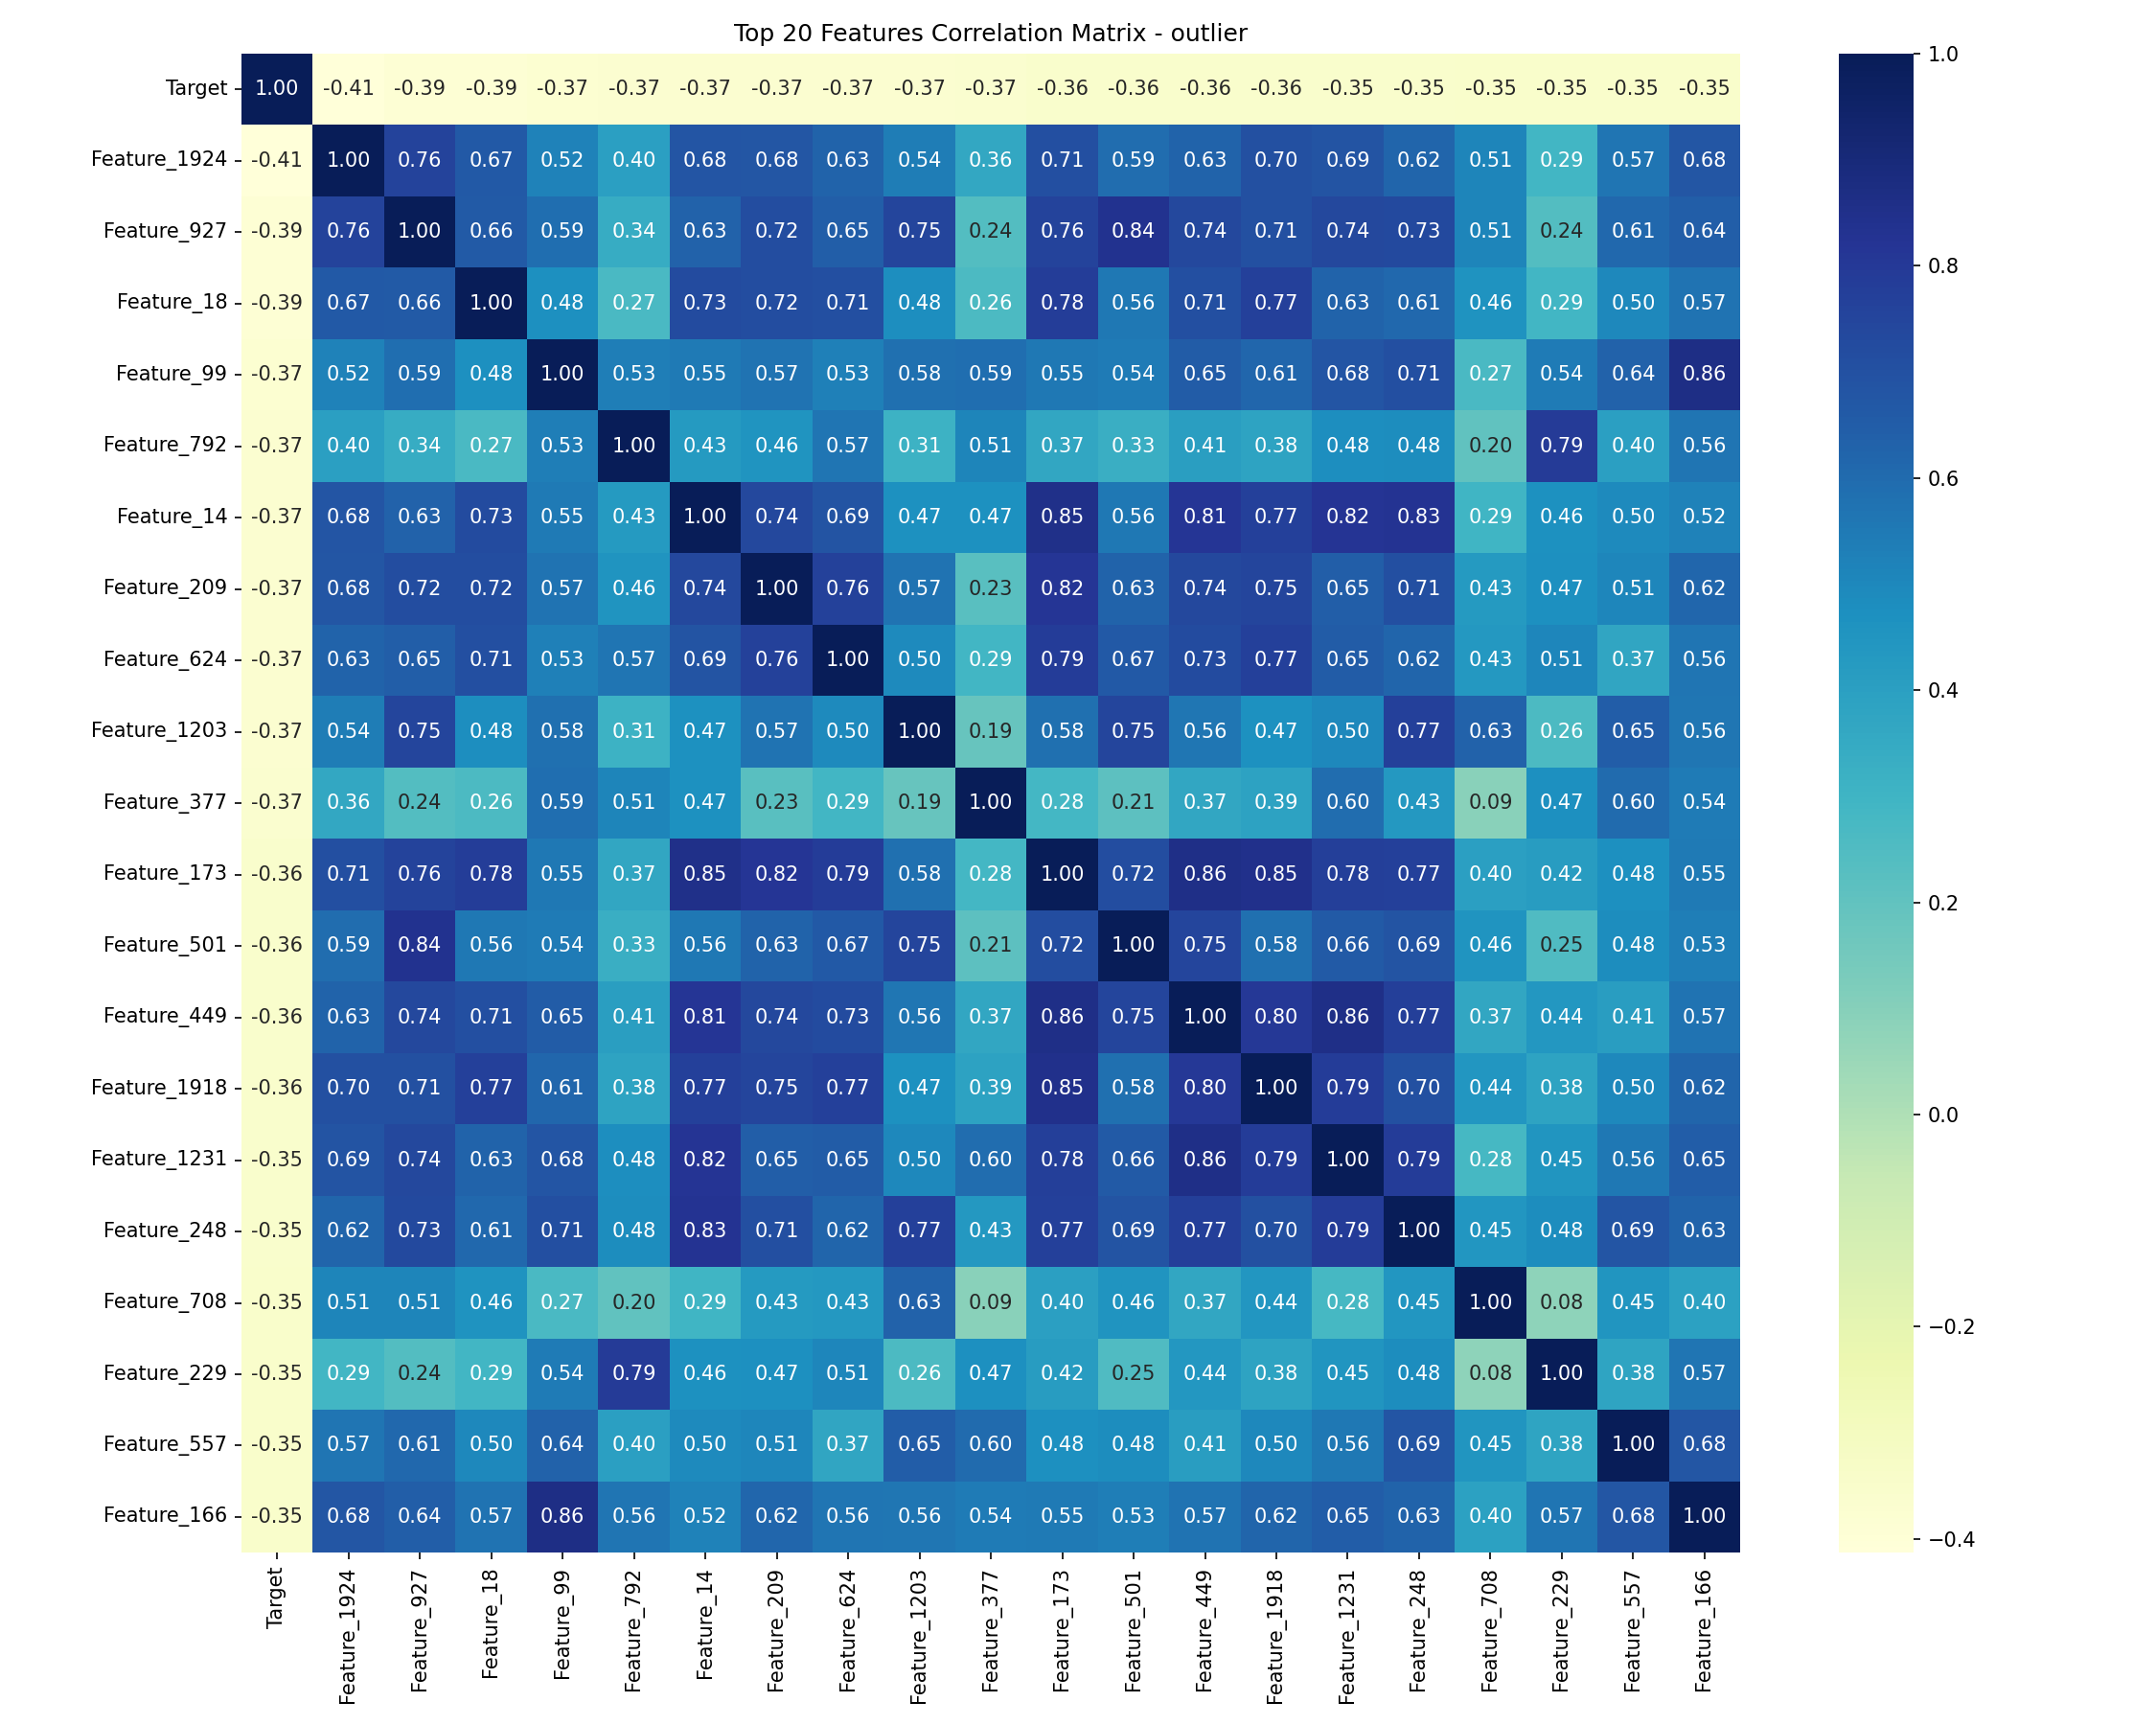 Top 20 Features Correlation Matrix - outlier
Target 1.00 -0.41 -0.39 -0.39 -0.37 -0.37 -0.37 -0.37 -0.37 -0.37 -0.37 -0.36 -0.36 -0.36 -0.36 -0.35 -0.35 -0.35 -0.35 -0.35 -0.35
Feature_1924 -0.41 1.00 0.76 0.67 0.52 0.40 0.68 0.68 0.63 0.54 0.36 0.71 0.59 0.63 0.70 0.69 0.62 0.51 0.29 0.57 0.68
Feature_927 -0.39 0.76 1.00 0.66 0.59 0.34 0.63 0.72 0.65 0.75 0.24 0.76 0.84 0.74 0.71 0.74 0.73 0.51 0.24 0.61 0.64
Feature_18 -0.39 0.67 0.66 1.00 0.48 0.27 0.73 0.72 0.71 0.48 0.26 0.78 0.56 0.71 0.77 0.63 0.61 0.46 0.29 0.50 0.57
Feature_99 -0.37 0.52 0.59 0.48 1.00 0.53 0.55 0.57 0.53 0.58 0.59 0.55 0.54 0.65 0.61 0.68 0.71 0.27 0.54 0.64 0.86
Feature_792 -0.37 0.40 0.34 0.27 0.53 1.00 0.43 0.46 0.57 0.31 0.51 0.37 0.33 0.41 0.38 0.48 0.48 0.20 0.79 0.40 0.56
Feature_14 -0.37 0.68 0.63 0.73 0.55 0.43 1.00 0.74 0.69 0.47 0.47 0.85 0.56 0.81 0.77 0.82 0.83 0.29 0.46 0.50 0.52
Feature_209 -0.37 0.68 0.72 0.72 0.57 0.46 0.74 1.00 0.76 0.57 0.23 0.82 0.63 0.74 0.75 0.65 0.71 0.43 0.47 0.51 0.62
Feature_624 -0.37 0.63 0.65 0.71 0.53 0.57 0.69 0.76 1.00 0.50 0.29 0.79 0.67 0.73 0.77 0.65 0.62 0.43 0.51 0.37 0.56
Feature_1203 -0.37 0.54 0.75 0.48 0.58 0.31 0.47 0.57 0.50 1.00 0.19 0.58 0.75 0.56 0.47 0.50 0.77 0.63 0.26 0.65 0.56
Feature_377 -0.37 0.36 0.24 0.26 0.59 0.51 0.47 0.23 0.29 0.19 1.00 0.28 0.21 0.37 0.39 0.60 0.43 0.09 0.47 0.60 0.54
Feature_173 -0.36 0.71 0.76 0.78 0.55 0.37 0.85 0.82 0.79 0.58 0.28 1.00 0.72 0.86 0.85 0.78 0.77 0.40 0.42 0.48 0.55
Feature_501 -0.36 0.59 0.84 0.56 0.54 0.33 0.56 0.63 0.67 0.75 0.21 0.72 1.00 0.75 0.58 0.66 0.69 0.46 0.25 0.48 0.53
Feature_449 -0.36 0.63 0.74 0.71 0.65 0.41 0.81 0.74 0.73 0.56 0.37 0.86 0.75 1.00 0.80 0.86 0.77 0.37 0.44 0.41 0.57
Feature_1918 -0.36 0.70 0.71 0.77 0.61 0.38 0.77 0.75 0.77 0.47 0.39 0.85 0.58 0.80 1.00 0.79 0.70 0.44 0.38 0.50 0.62
Feature_1231 -0.35 0.69 0.74 0.63 0.68 0.48 0.82 0.65 0.65 0.50 0.60 0.78 0.66 0.86 0.79 1.00 0.79 0.28 0.45 0.56 0.65
Feature_248 -0.35 0.62 0.73 0.61 0.71 0.48 0.83 0.71 0.62 0.77 0.43 0.77 0.69 0.77 0.70 0.79 1.00 0.45 0.48 0.69 0.63
Feature_708 -0.35 0.51 0.51 0.46 0.27 0.20 0.29 0.43 0.43 0.63 0.09 0.40 0.46 0.37 0.44 0.28 0.45 1.00 0.08 0.45 0.40
Feature_229 -0.35 0.29 0.24 0.29 0.54 0.79 0.46 0.47 0.51 0.26 0.47 0.42 0.25 0.44 0.38 0.45 0.48 0.08 1.00 0.38 0.57
Feature_557 -0.35 0.57 0.61 0.50 0.64 0.40 0.50 0.51 0.37 0.65 0.60 0.48 0.48 0.41 0.50 0.56 0.69 0.45 0.38 1.00 0.68
Feature_166 -0.35 0.68 0.64 0.57 0.86 0.56 0.52 0.62 0.56 0.56 0.54 0.55 0.53 0.57 0.62 0.65 0.63 0.40 0.57 0.68 1.00
Target
Feature_1924
Feature_927
Feature_18
Feature_99
Feature_792
Feature_14
Feature_209
Feature_624
Feature_1203
Feature_377
Feature_173
Feature_501
Feature_449
Feature_1918
Feature_1231
Feature_248
Feature_708
Feature_229
Feature_557
Feature_166
1.0
0.8
0.6
0.4
0.2
0.0
−0.2
−0.4